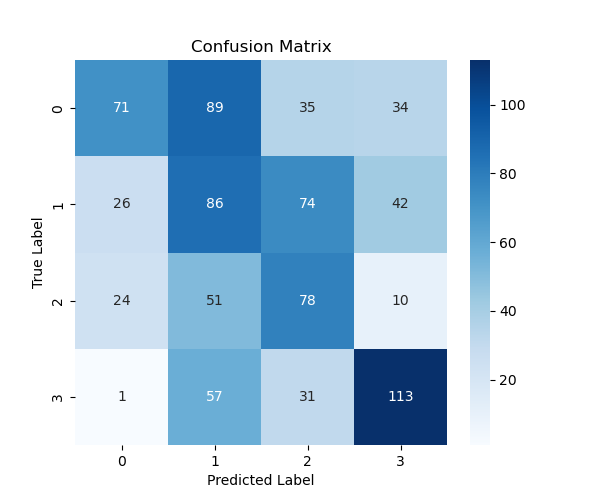 Confusion Matrix
True Label
0 71 89 35 34
1 26 86 74 42
2 24 51 78 10
3 1 57 31 113
0 1 2 3
Predicted Label
100
80
60
40
20